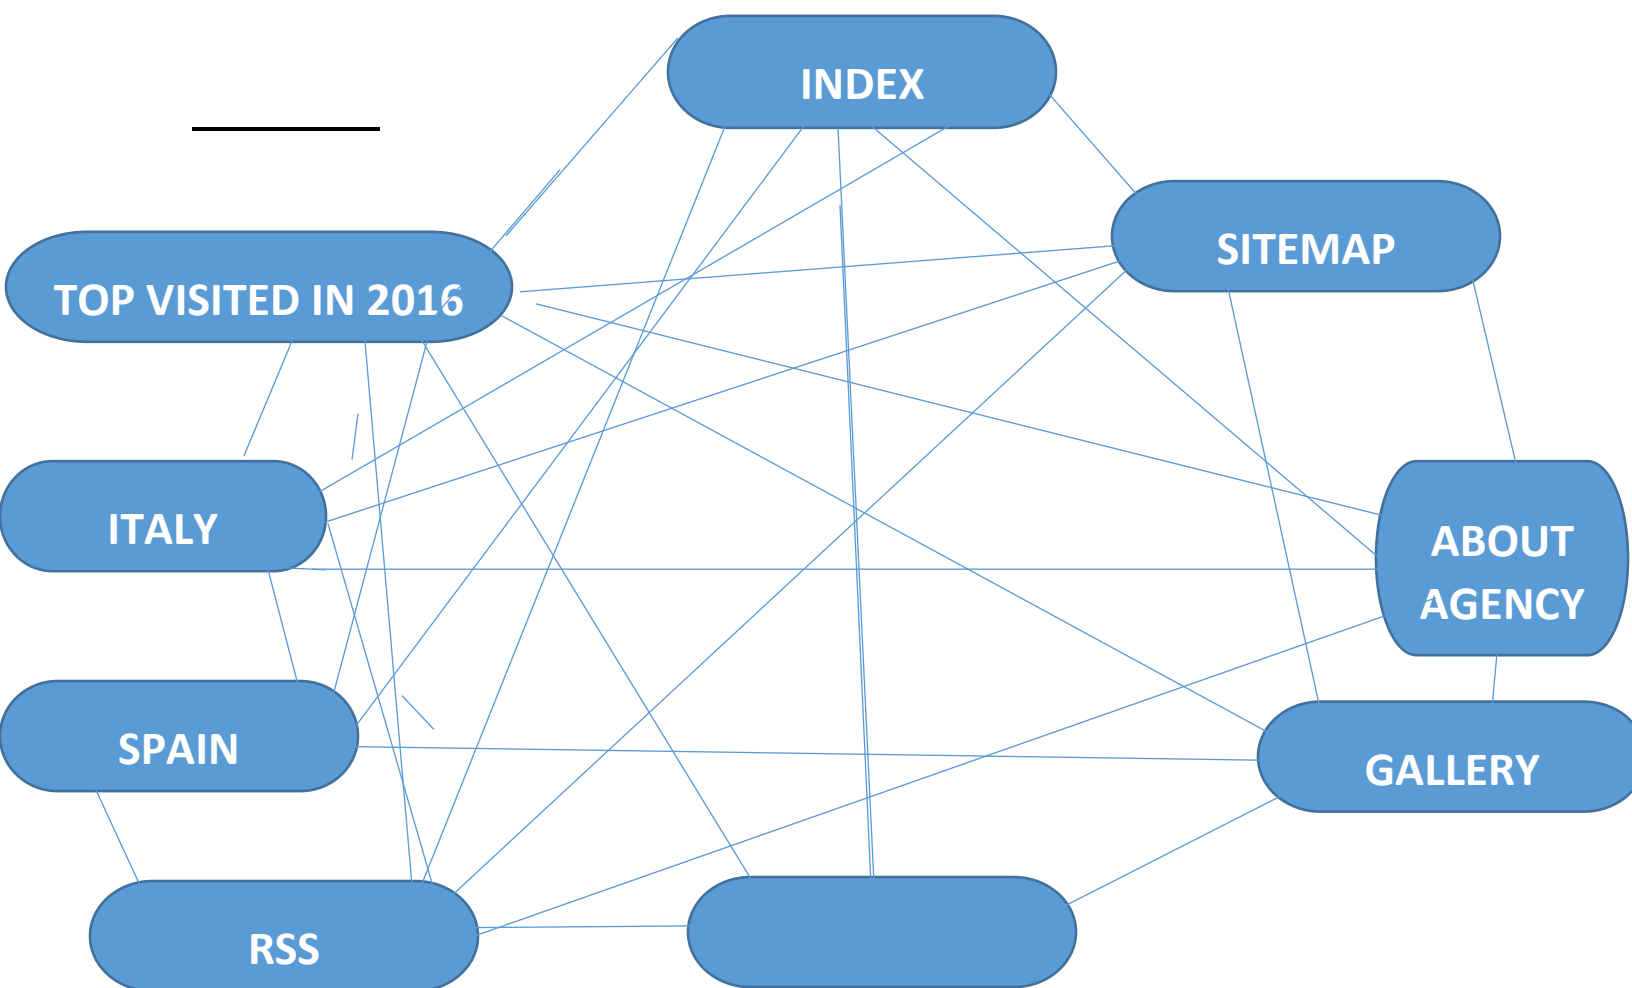 INDEX
SITEMAP
TOP VISITED IN 2016
ITALY
ABOUT
AGENCY
SPAIN
GALLERY
RSS